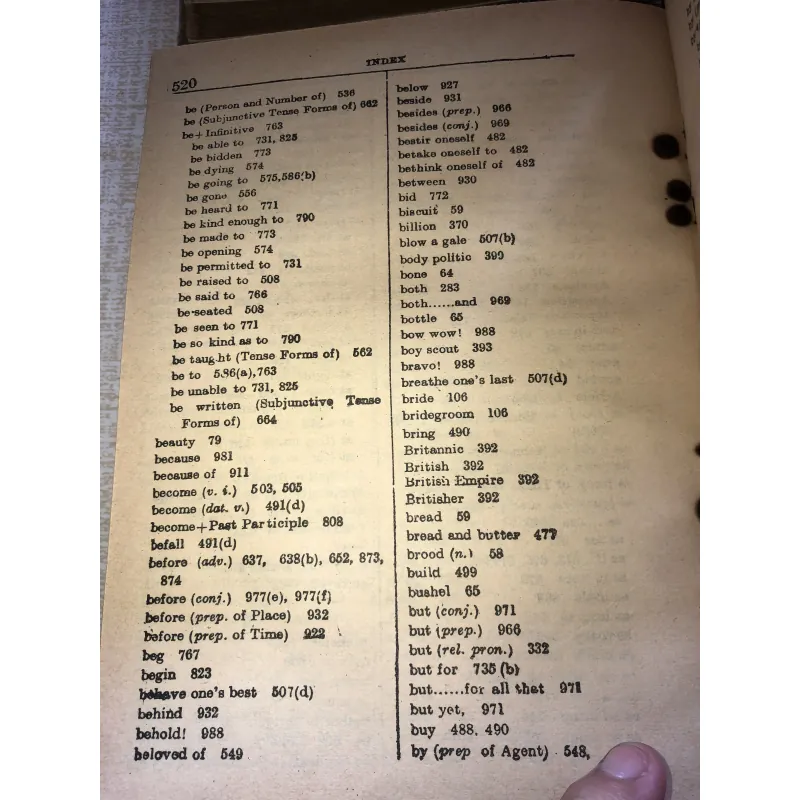 520
INDEX
be (Person and Number of) 536
be (Subjunctive Tense Forms of) 662
be+Infinitive 763
be able to 731, 825
be bidden 773
be dying 574
be going to 575,586(b)
be gone 556
be heard to 771
be kind enough to 790
be made to 773
be opening 574
be permitted to 731
be raised to 508
be said to 766
be seated 508
be seen to 771
be so kind as to 790
be taught (Tense Forms of) 562
be to 586(a),763
be unable to 731, 825
be written (Subjunctive Tense
Forms of) 664
beauty 79
because 981
because of 911
become (v. i.) 503, 505
become (dat. v.) 491(d)
become+Past Participle 808
befall 491(d)
before (adv.) 637, 638(b), 652, 873,
874
before (conj.) 977(e), 977(f)
before (prep. of Place) 932
before (prep. of Time) 922
beg 767
begin 823
behave one's best 507(d)
behind 932
behold! 988
beloved of 549
below 927
beside 931
besides (prep.) 966
besides (conj.) 969
bestir oneself 482
betake oneself to 482
bethink oneself of 482
between 930
bid 772
biscuit 59
billion 370
blow a gale 507(b)
body politic 399
bone 64
both 283
both......and 969
bottle 65
bow wow! 988
boy scout 393
bravo! 988
breathe one's last 507(d)
bride 106
bridegroom 106
bring 490
Britannic 392
British 392
British Empire 392
Britisher 392
bread 59
bread and butter 477
brood (n.) 58
build 499
bushel 65
but (conj.) 971
but (prep.) 966
but (rel. pron.) 332
but for 735 (b)
but......for all that 971
but yet, 971
buy 488, 490
by (prep of Agent) 548,